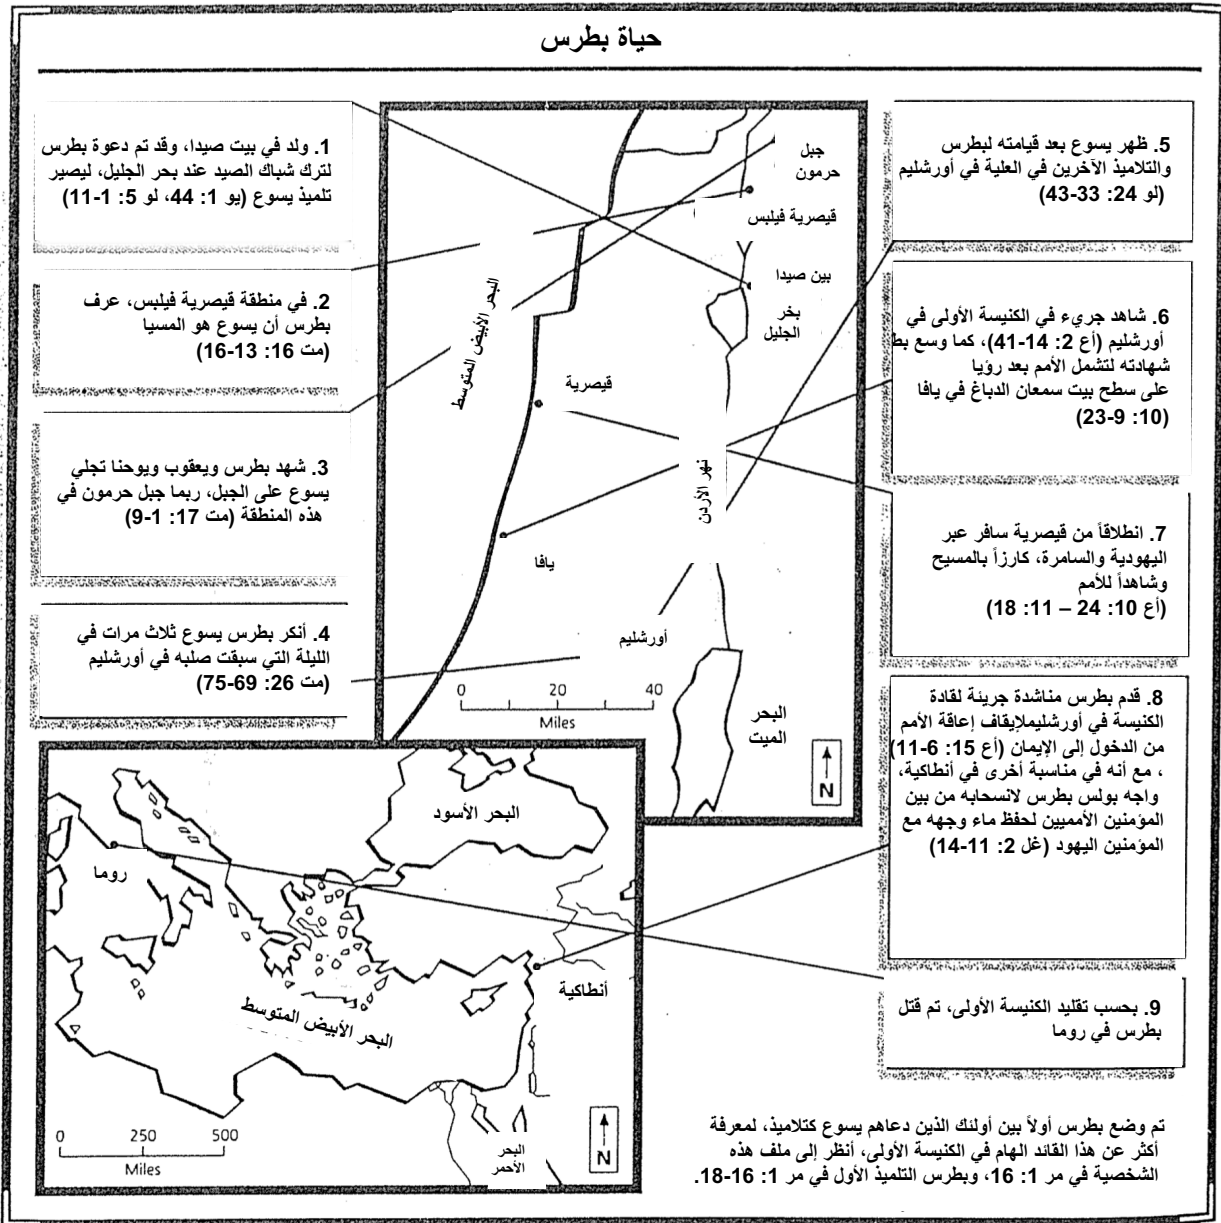 حياة بطرس
1. ولد في بيت صيدا، وقد تم دعوة بطرس
لترك شباك الصيد عند بحر الجليل، ليصير
تلميذ يسوع (يو 1: 44، لو 5: 1-11)
2. في منطقة قيصرية فيلبس، عرف
بطرس أن يسوع هو المسيا
(مت 16: 13-16)
3. شهد بطرس ويعقوب ويوحنا تجلي
يسوع على الجبل، ربما جبل حرمون في
هذه المنطقة (مت 17: 1-9)
4. أنكر بطرس يسوع ثلاث مرات في
الليلة التي سبقت صلبه في أورشليم
(مت 26: 69-75)
جبل
حرمون
قيصرية فيلبس
بين صيدا
بخر
الجليل
البحر الأبيض المتوسط
قيصرية
نهر الأردن
يافا
أورشليم
0 20 40
Miles
البحر
الميت
N
5. ظهر يسوع بعد قيامته لبطرس
والتلاميذ الآخرين في العلية في أورشليم
(لو 24: 33-43)
6. شاهد جريء في الكنيسة الأولى في
أورشليم (أع 2: 14-41)، كما وسع بط
شهادته لتشمل الأمم بعد رؤيا
على سطح بيت سمعان الدباغ في يافا
(10: 9-23)
7. انطلاقاً من قيصرية سافر عبر
اليهودية والسامرة، كارزاً بالمسيح
وشاهداً للأمم
(أع 10: 24 – 11: 18)
8. قدم بطرس مناشدة جريئة لقادة
الكنيسة في أورشليملإيقاف إعاقة الأمم
من الدخول إلى الإيمان (أع 15: 6-11)
، مع أنه في مناسبة أخرى في أنطاكية،
واجه بولس بطرس لانسحابه من بين
المؤمنين الأمميين لحفظ ماء وجهه مع
المؤمنين اليهود (غل 2: 11-14)
9. بحسب تقليد الكنيسة الأولى، تم قتل
بطرس في روما
البحر الأسود
روما
أنطاكية
البحر الأبيض المتوسط
البحر
الأحمر
0 250 500
Miles
N
تم وضع بطرس أولاً بين أولئك الذين دعاهم يسوع كتلاميذ، لمعرفة
أكثر عن هذا القائد الهام في الكنيسة الأولى، أنظر إلى ملف هذه
الشخصية في مر 1: 16، وبطرس التلميذ الأول في مر 1: 16-18.